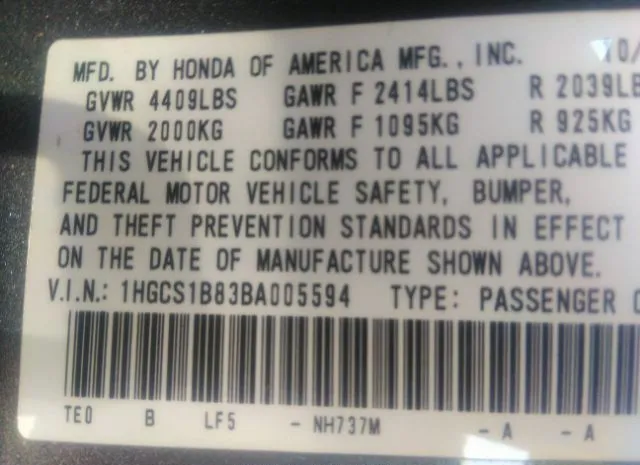 MFD. BY HONDA OF AMERICA MFG., INC. 10/
GVWR 4409LBS GAWR F 2414LBS R 2039LB
GVWR 2000KG GAWR F 1095KG R 925KG
THIS VEHICLE CONFORMS TO ALL APPLICABLE
FEDERAL MOTOR VEHICLE SAFETY, BUMPER,
AND THEFT PREVENTION STANDARDS IN EFFECT
ON THE DATE OF MANUFACTURE SHOWN ABOVE.
V.I.N.: 1HGCS1B83BA005594 TYPE: PASSENGER C
TE0 B LF5 - NH737M - A - A